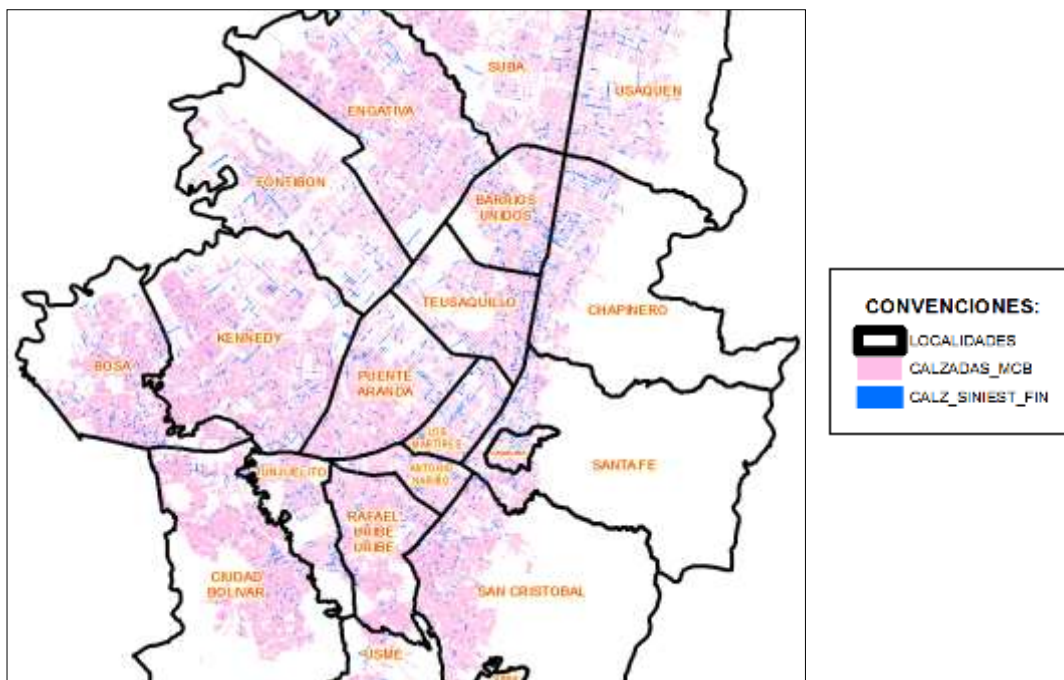 SUBA
USAQUEN
ENGATIVA
FONTIBON
BARRIOS
UNIDOS
TEUSAQUILLO
CHAPINERO
KENNEDY
BOSA
PUENTE
ARANDA
LOS
MARTIRES
SANTA FE
ANTONIO
NARIÑO
TUNJUELITO
RAFAEL
URIBE
URIBE
CIUDAD
BOLIVAR
SAN CRISTOBAL
USME
CONVENCIONES:
LOCALIDADES
CALZADAS_MCB
CALZ_SINIEST_FIN